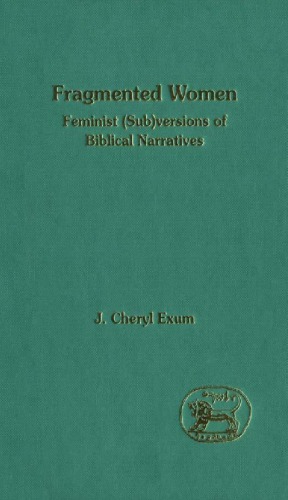 Fragmented Women
Feminist (Sub)versions of
Biblical Narratives
J. Cheryl Exum